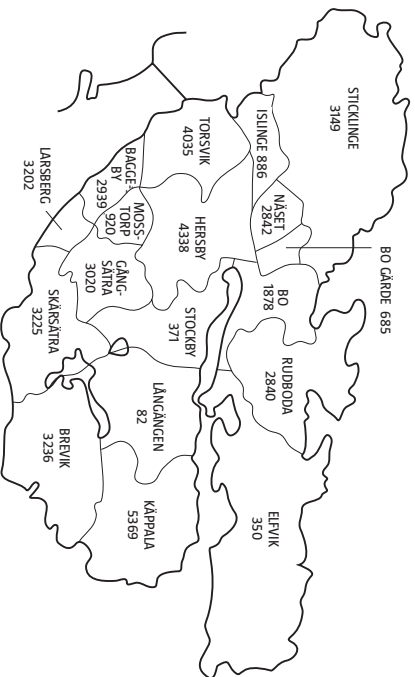 STICKLINGE
3149
BO GÄRDE 685
ISLINGE 886
NÄSET
2842
TORSVIK
4035
HERSBY
4338
BO
1878
RUDBODA
2840
ELFVIK
350
BAGGE-
BY
2939
MOSS-
TORP
920
GÅNG-
SÄTRA
3020
STOCKBY
371
LÅNGÄNGEN
82
KÄPPALA
5369
LARSBERG
3202
SKÄRSÄTRA
3225
BREVIK
3236